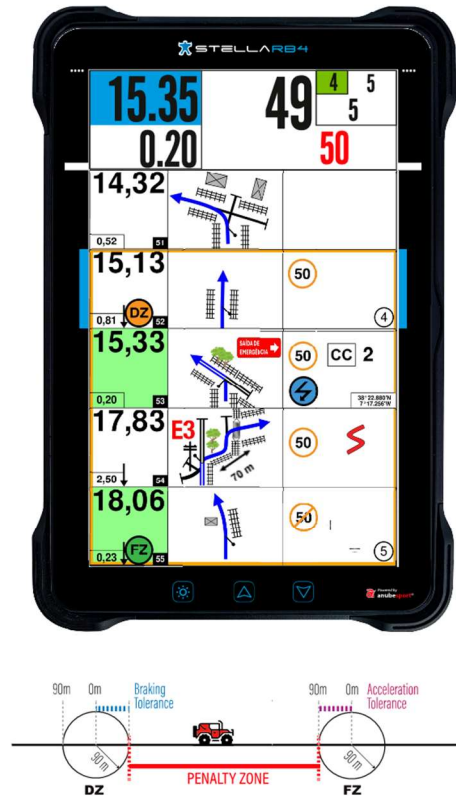 STELLARB4
15.35
49
4
5
5
0.20
50
14,32
0,52
51
15,13
DZ
0,81
52
50
4
15,33
0,20
53
SAÍDA DE
EMERGÊNCIA
50
CC 2
38° 22.880'N
7° 17.256'W
17,83
2,50
54
E3
70 m
50
18,06
FZ
0,23
55
50
5
Powered by
anubesport
90m
0m
Braking
Tolerance
90m
0m
Acceleration
Tolerance
90 m
90 m
PENALTY ZONE
DZ
FZ